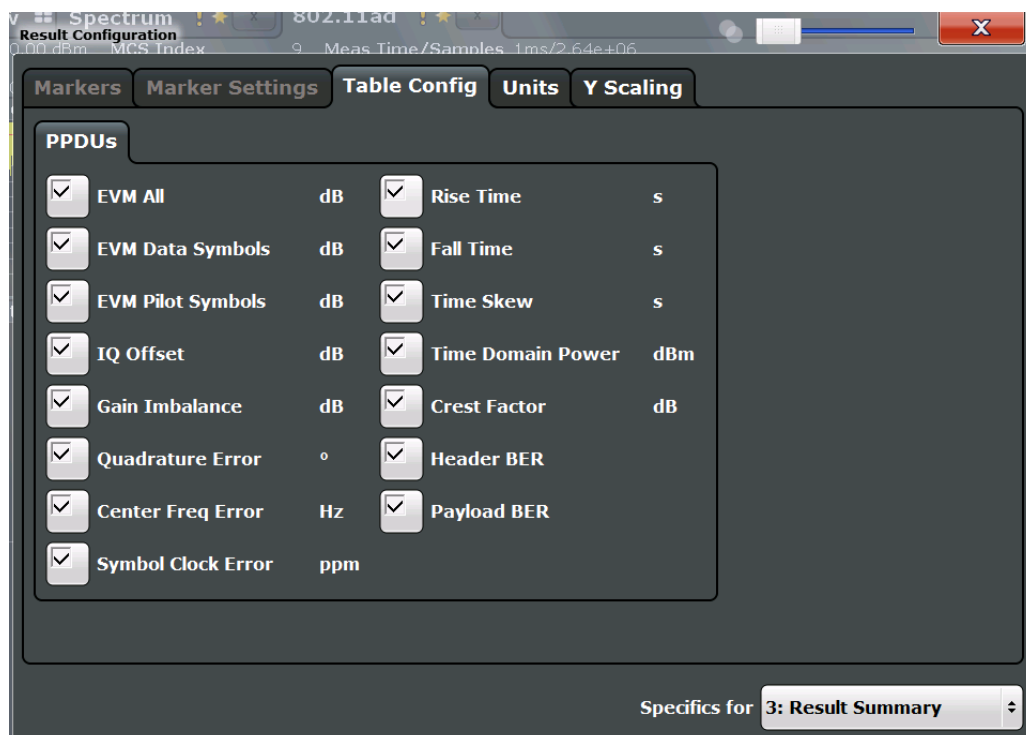 Spectrum ! x 802.11ad ! x
Result Configuration
0.00 dBm MCS Index 9 Meas Time/Samples 1ms/2.64e+06
X
Markers Marker Settings Table Config Units Y Scaling
PPDUs
EVM All dB Rise Time s
EVM Data Symbols dB Fall Time s
EVM Pilot Symbols dB Time Skew s
IQ Offset dB Time Domain Power dBm
Gain Imbalance dB Crest Factor dB
Quadrature Error º Header BER
Center Freq Error Hz Payload BER
Symbol Clock Error ppm
Specifics for 3: Result Summary